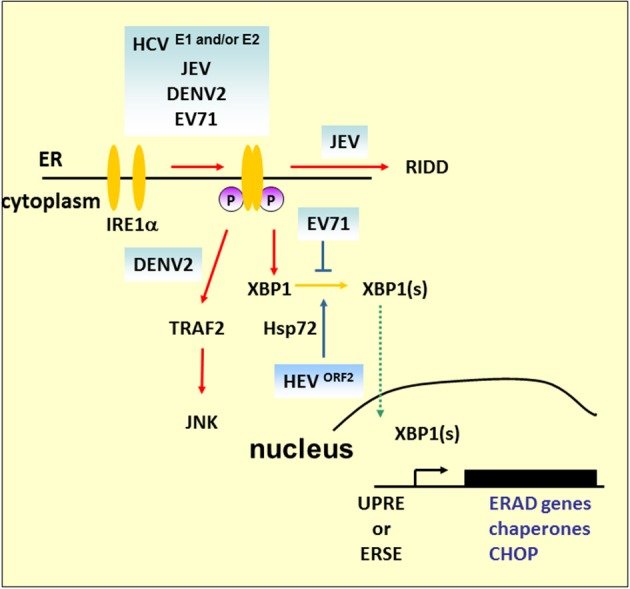 HCV E1 and/or E2
JEV
DENV2
EV71
JEV
ER
RIDD
cytoplasm
P
P
IRE1α
EV71
DENV2
XBP1
XBP1(s)
TRAF2
Hsp72
HEV ORF2
JNK
XBP1(s)
nucleus
UPRE
or
ERSE
ERAD genes
chaperones
CHOP